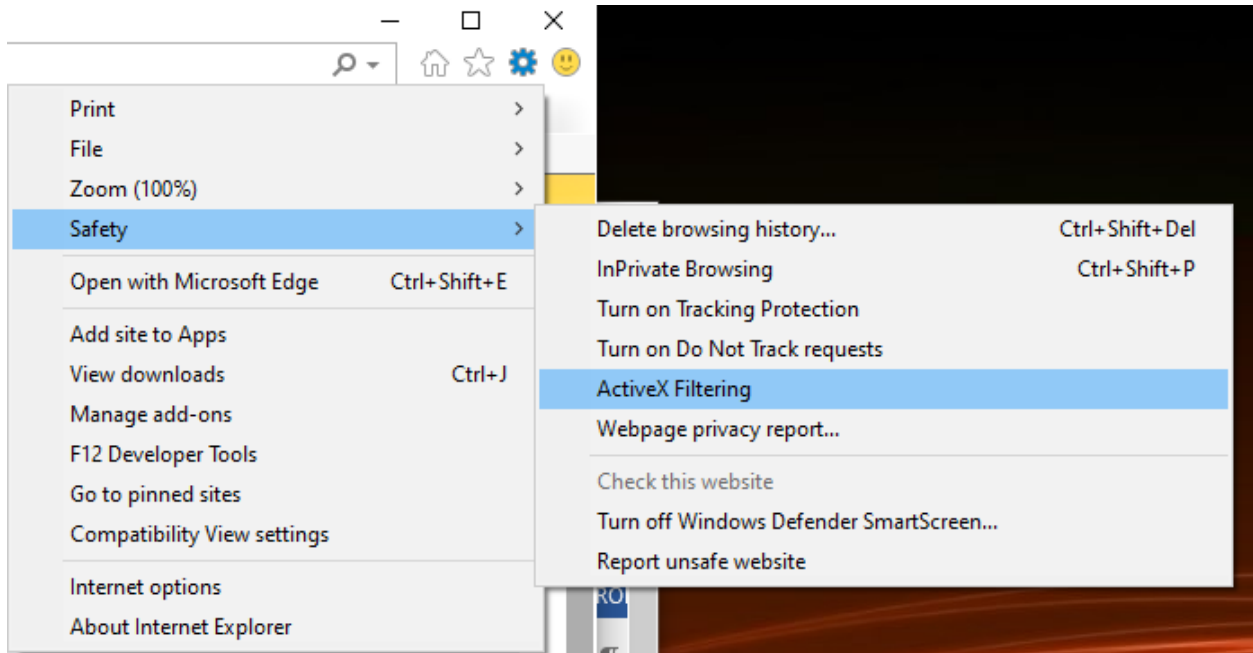 Print
File
Zoom (100%)
Safety
Open with Microsoft Edge Ctrl+Shift+E
Add site to Apps
View downloads Ctrl+J
Manage add-ons
F12 Developer Tools
Go to pinned sites
Compatibility View settings
Internet options
About Internet Explorer
Delete browsing history... Ctrl+Shift+Del
InPrivate Browsing Ctrl+Shift+P
Turn on Tracking Protection
Turn on Do Not Track requests
ActiveX Filtering
Webpage privacy report...
Check this website
Turn off Windows Defender SmartScreen...
Report unsafe website